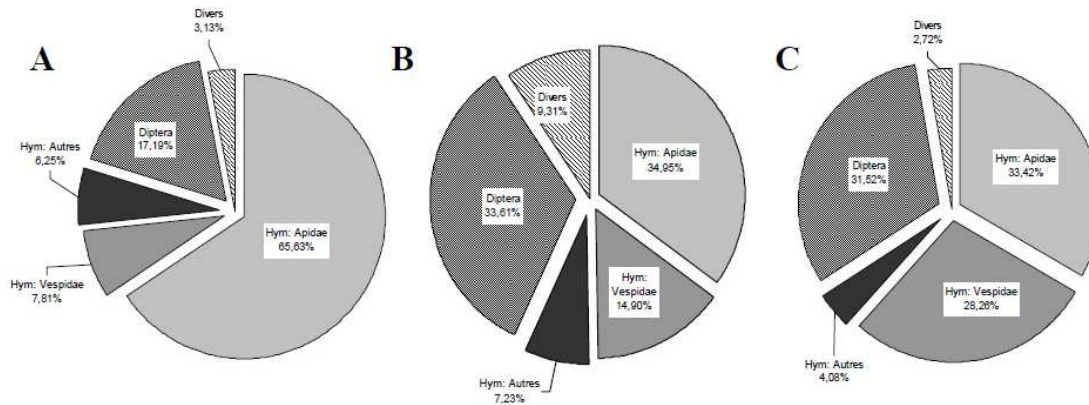 A
Divers
3,13%
Diptera
17,19%
Hym: Autres
6,25%
Hym: Vespidae
7,81%
Hym: Apidae
65,63%
B
Divers
9,31%
Hym: Apidae
34,95%
Diptera
33,61%
Hym:
Vespidae
14,90%
Hym: Autres
7,23%
C
Divers
2,72%
Hym: Apidae
33,42%
Diptera
31,52%
Hym: Vespidae
28,26%
Hym: Autres
4,08%